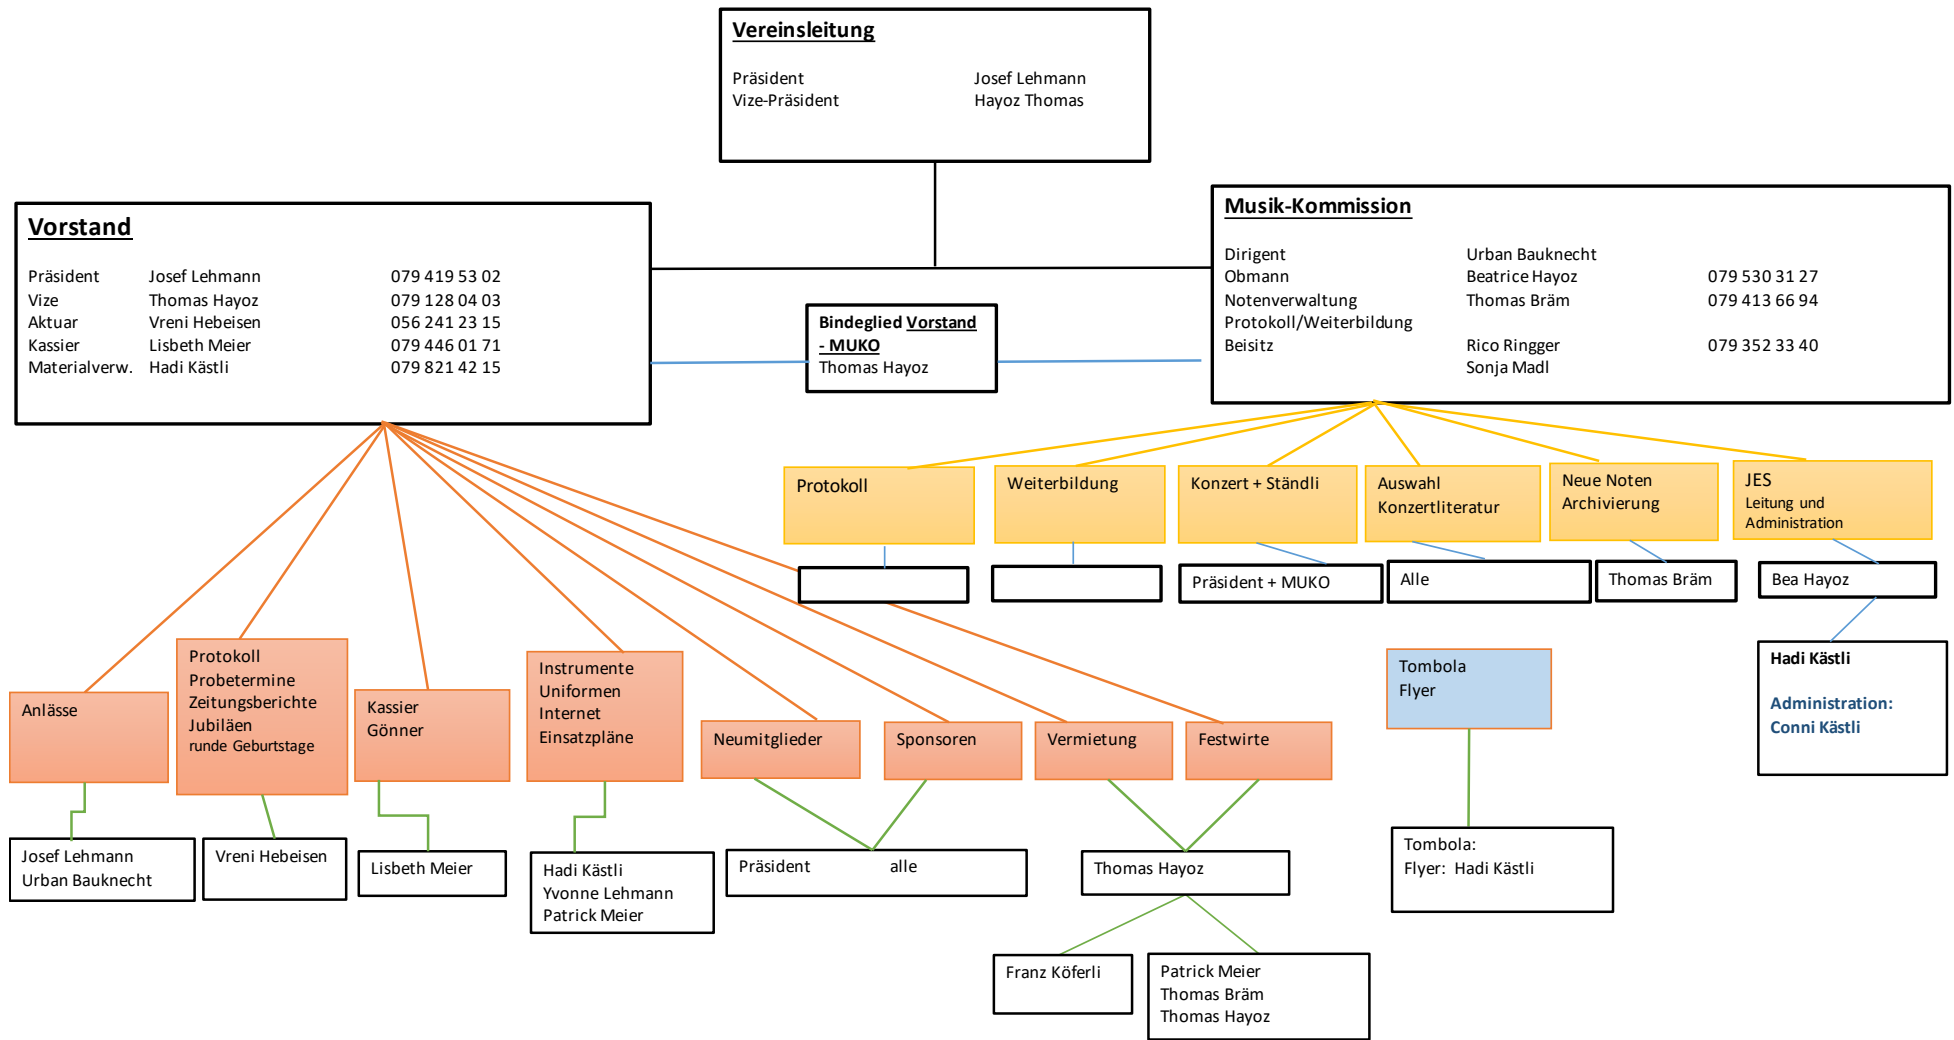 Vereinsleitung
Präsident Josef Lehmann
Vize-Präsident Hayoz Thomas
Vorstand
Präsident Josef Lehmann 079 419 53 02
Vize Thomas Hayoz 079 128 04 03
Aktuar Vreni Hebeisen 056 241 23 15
Kassier Lisbeth Meier 079 446 01 71
Materialverw. Hadi Kästli 079 821 42 15
Bindeglied Vorstand
- MUKO
Thomas Hayoz
Musik-Kommission
Dirigent Urban Bauknecht
Obmann Beatrice Hayoz 079 530 31 27
Notenverwaltung Thomas Bräm 079 413 66 94
Protokoll/Weiterbildung
Beisitz Rico Ringger 079 352 33 40
Sonja Madl
Protokoll
Weiterbildung
Konzert + Ständli
Auswahl
Konzertliteratur
Neue Noten
Archivierung
JES
Leitung und
Administration
Präsident + MUKO
Alle
Thomas Bräm
Bea Hayoz
Hadi Kästli
Administration:
Conni Kästli
Anlässe
Protokoll
Probetermine
Zeitungsberichte
Jubiläen
runde Geburtstage
Kassier
Gönner
Instrumente
Uniformen
Internet
Einsatzpläne
Neumitglieder
Sponsoren
Vermietung
Festwirte
Tombola
Flyer
Josef Lehmann
Urban Bauknecht
Vreni Hebeisen
Lisbeth Meier
Hadi Kästli
Yvonne Lehmann
Patrick Meier
Präsident alle
Thomas Hayoz
Tombola:
Flyer: Hadi Kästli
Franz Köferli
Patrick Meier
Thomas Bräm
Thomas Hayoz